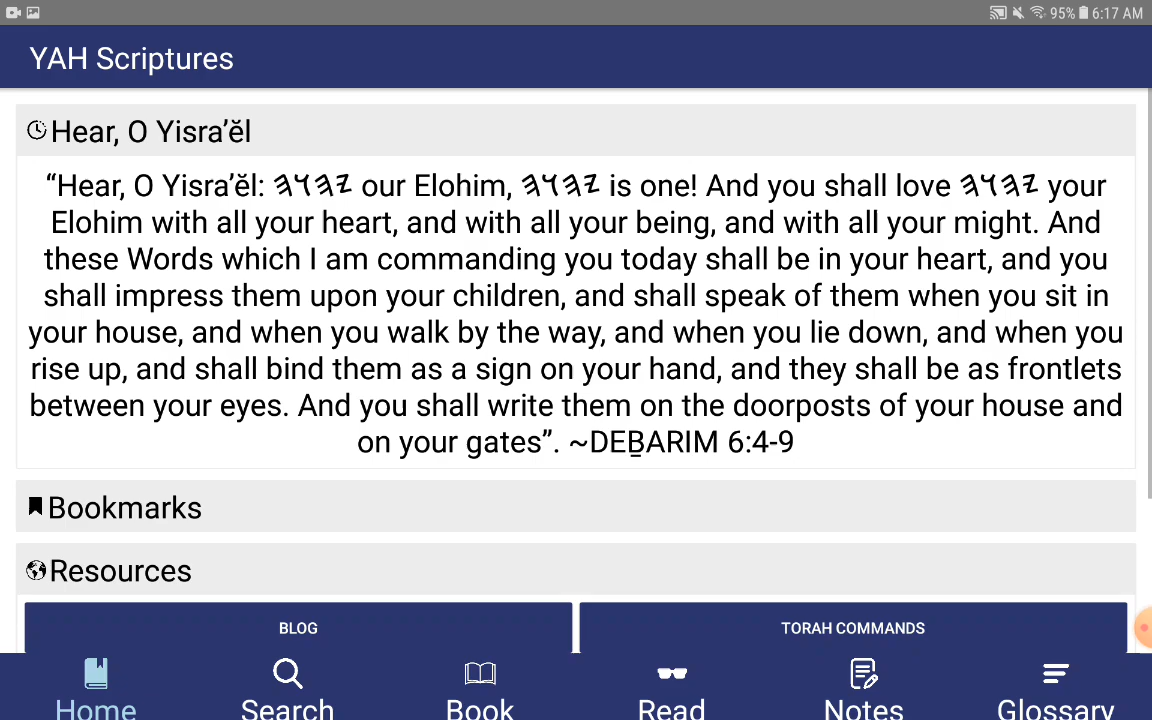 95% 6:17 AM
YAH Scriptures
Hear, O Yisra’ĕl
“Hear, O Yisra’ĕl: 𐤉𐤄𐤅𐤄 our Elohim, 𐤉𐤄𐤅𐤄 is one! And you shall love 𐤉𐤄𐤅𐤄 your
Elohim with all your heart, and with all your being, and with all your might. And
these Words which I am commanding you today shall be in your heart, and you
shall impress them upon your children, and shall speak of them when you sit in
your house, and when you walk by the way, and when you lie down, and when you
rise up, and shall bind them as a sign on your hand, and they shall be as frontlets
between your eyes. And you shall write them on the doorposts of your house and
on your gates”. ~DEḆARIM 6:4-9
Bookmarks
Resources
BLOG TORAH COMMANDS
Home Search Book Read Notes Glossary